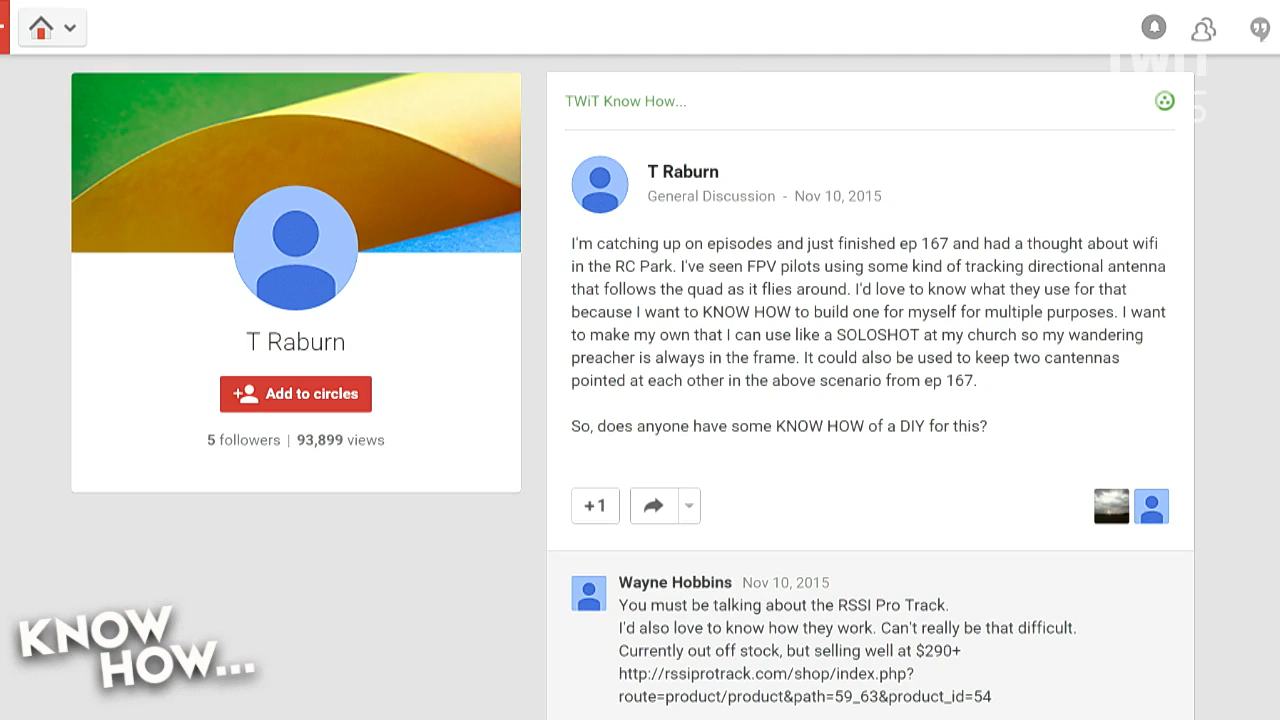 TWiT
T Raburn
Add to circles
5 followers | 93,899 views
TWiT Know How...
T Raburn
General Discussion - Nov 10, 2015
I'm catching up on episodes and just finished ep 167 and had a thought about wifi
in the RC Park. I've seen FPV pilots using some kind of tracking directional antenna
that follows the quad as it flies around. I'd love to know what they use for that
because I want to KNOW HOW to build one for myself for multiple purposes. I want
to make my own that I can use like a SOLOSHOT at my church so my wandering
preacher is always in the frame. It could also be used to keep two cantennas
pointed at each other in the above scenario from ep 167.
So, does anyone have some KNOW HOW of a DIY for this?
+1
Wayne Hobbins Nov 10, 2015
You must be talking about the RSSI Pro Track.
I'd also love to know how they work. Can't really be that difficult.
Currently out off stock, but selling well at $290+
http://rssiprotrack.com/shop/index.php?
route=product/product&path=59_63&product_id=54
KNOW
HOW...